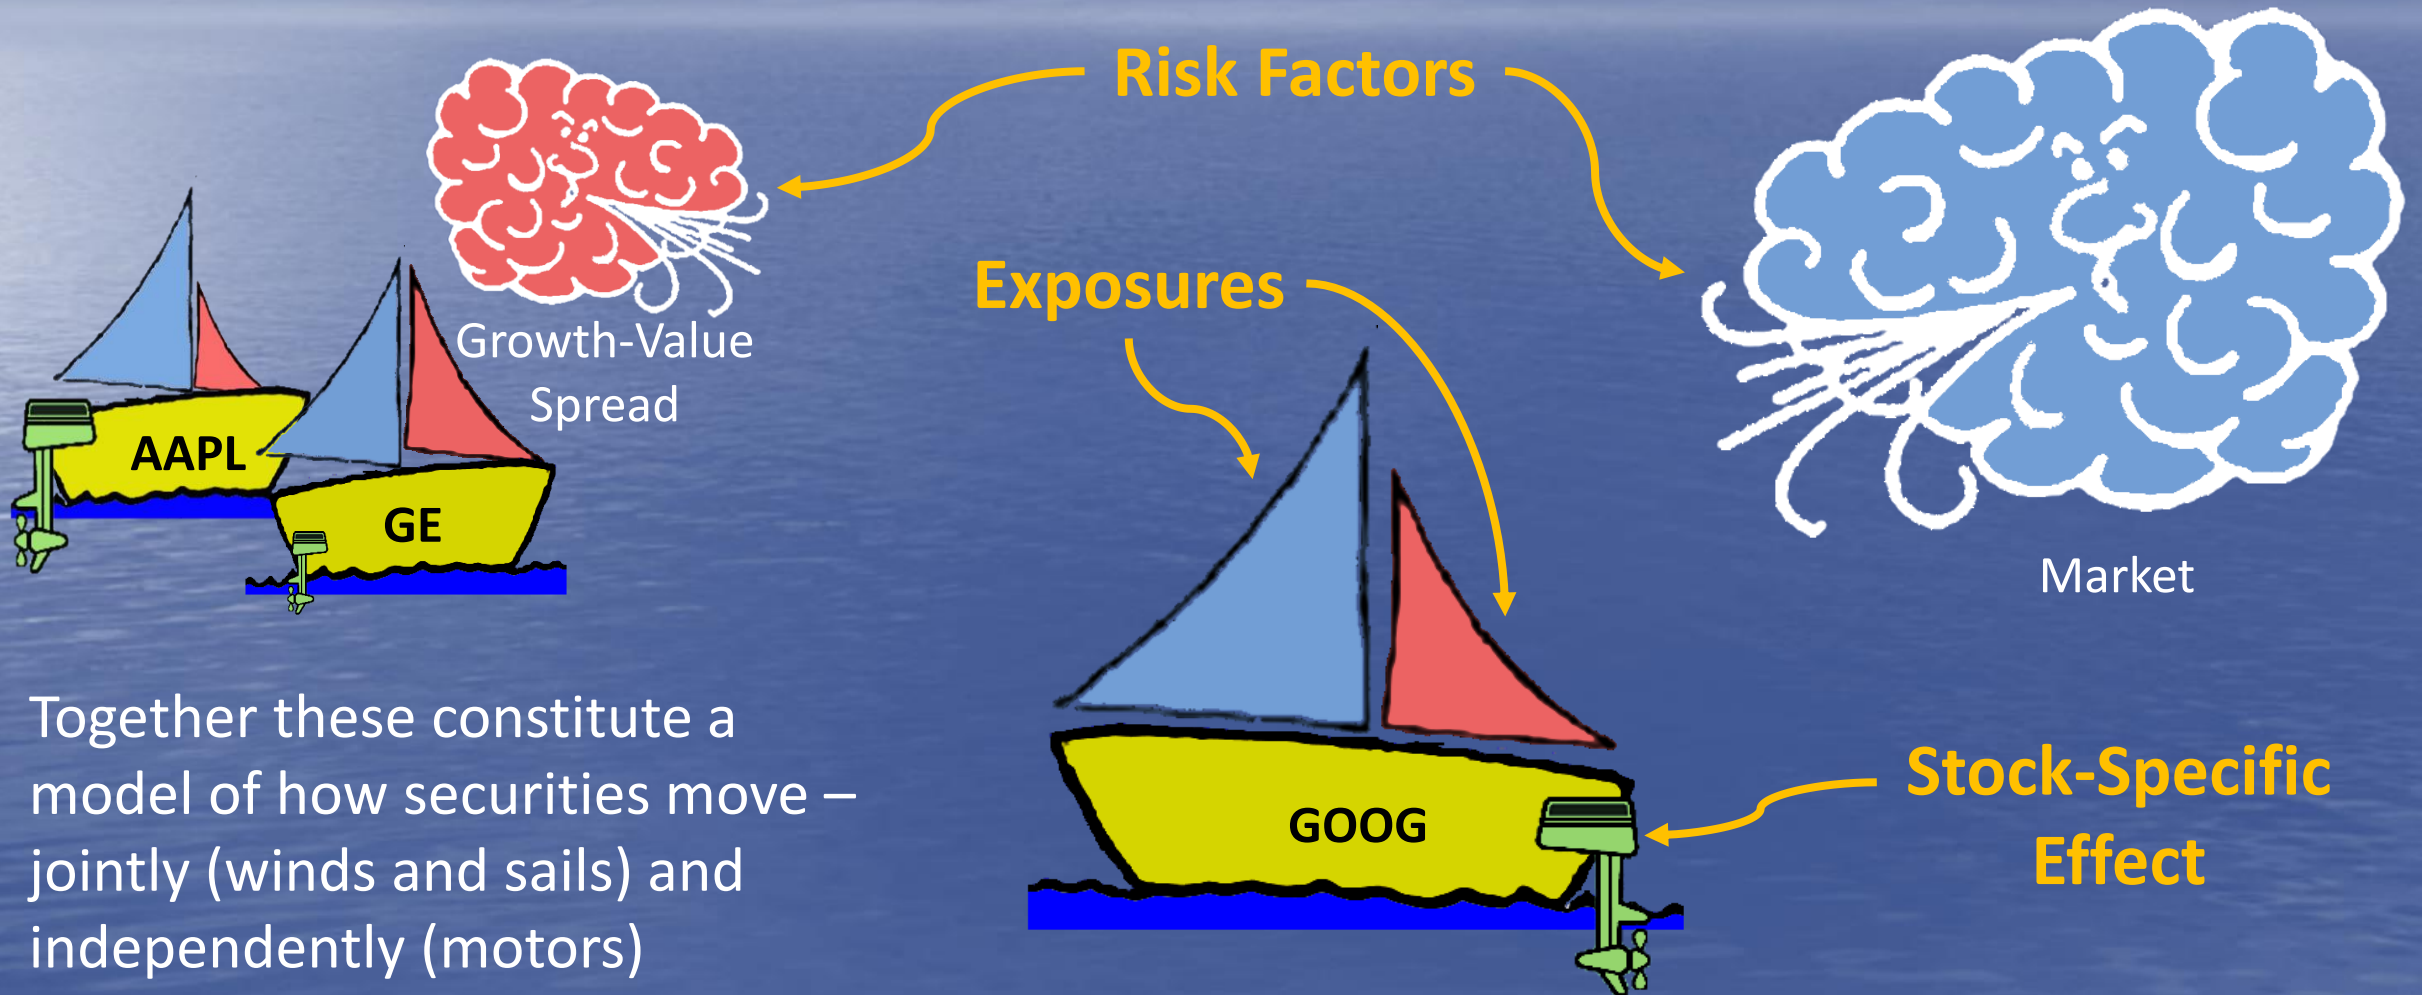 Risk Factors
Exposures
Growth-Value
Spread
AAPL
GE
Market
GOOG
Stock-Specific
Effect
Together these constitute a
model of how securities move –
jointly (winds and sails) and
independently (motors)